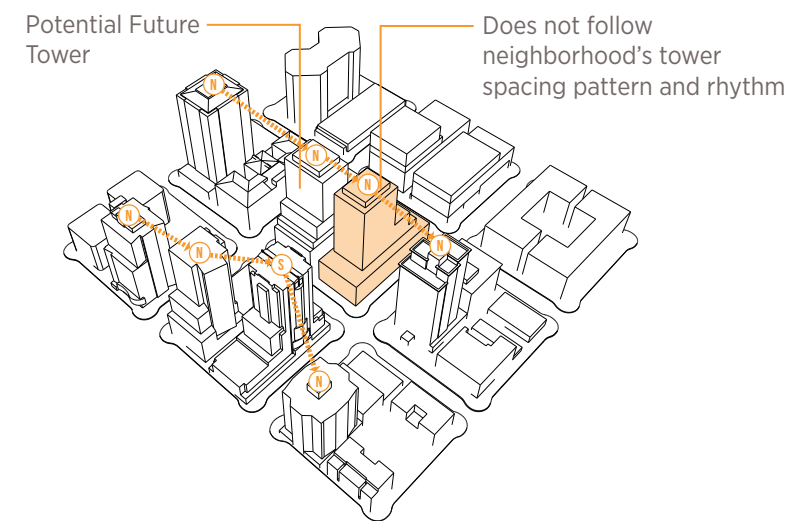 Potential Future
Tower
Does not follow
neighborhood's tower
spacing pattern and rhythm
N
N
N
N
N
N
S
N